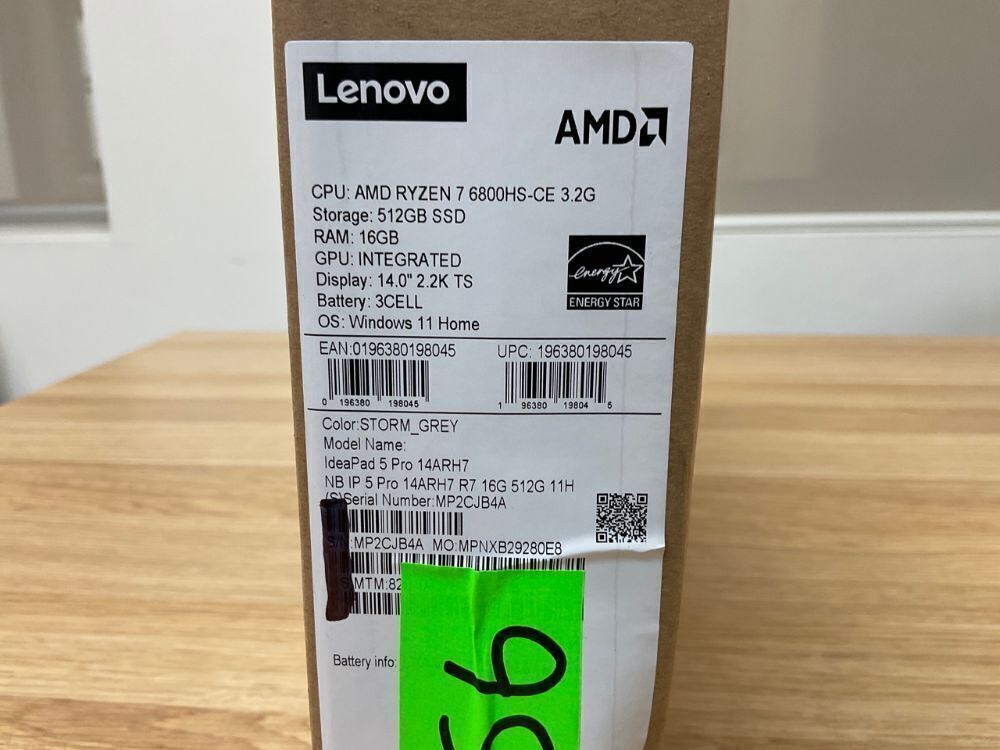 Lenovo
AMD
CPU: AMD RYZEN 7 6800HS-CE 3.2G
Storage: 512GB SSD
RAM: 16GB
GPU: INTEGRATED
Display: 14.0" 2.2K TS
Battery: 3CELL
OS: Windows 11 Home
energy
ENERGY STAR
EAN:0196380198045
UPC: 196380198045
0 196380 198045
1 96380 19804 5
Color:STORM_GREY
Model Name:
IdeaPad 5 Pro 14ARH7
NB IP 5 Pro 14ARH7 R7 16G 512G 11H
(S)Serial Number:MP2CJB4A
S/N:MP2CJB4A MO:MPNXB29280E8
MTM:82
Battery info: